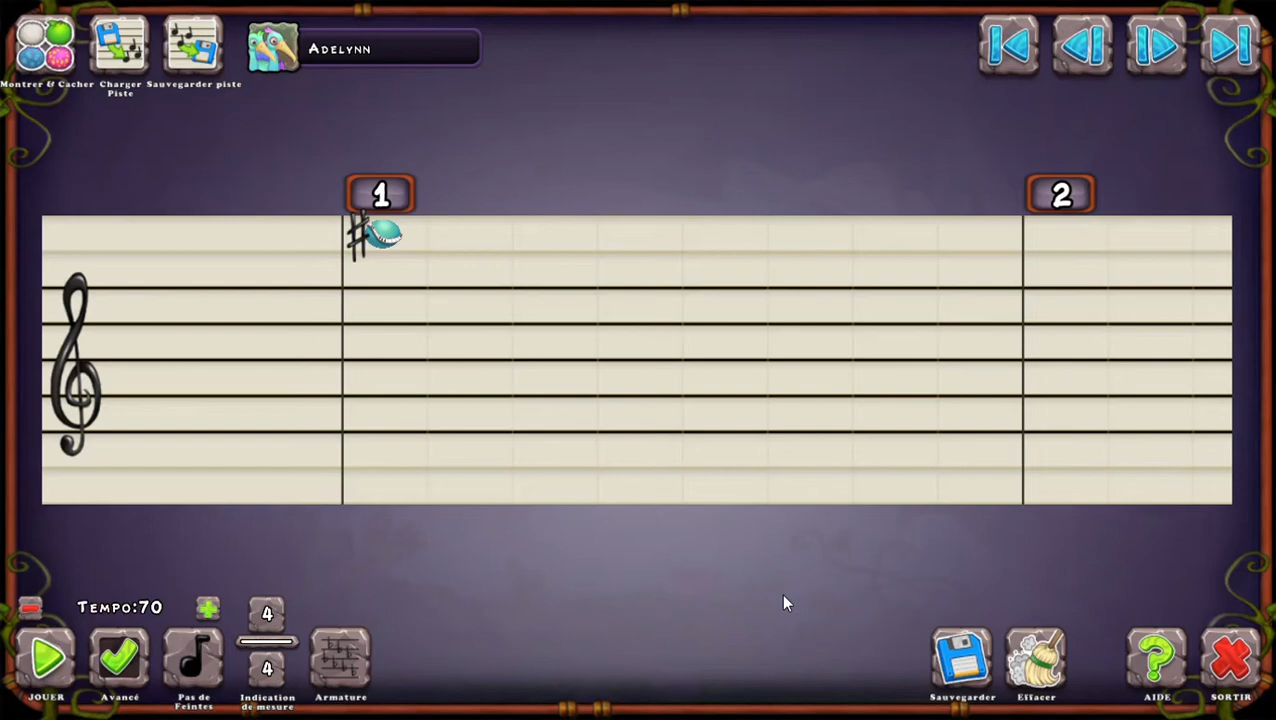 Adelynn
Montrer & Cacher
Charger
Piste
Sauvegarder piste
1
2
Tempo:70
4
4
JOUER
Avancé
Pas de
Feintes
Indication
de mesure
Armature
Sauvegarder
Effacer
AIDE
SORTIR